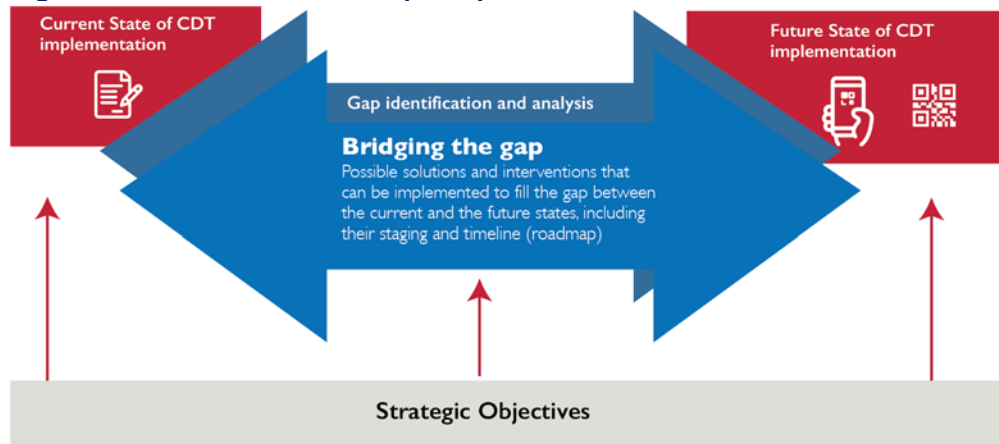 Current State of CDT
implementation
Future State of CDT
implementation
Gap identification and analysis
Bridging the gap
Possible solutions and interventions that
can be implemented to fill the gap between
the current and the future states, including
their staging and timeline (roadmap)
Strategic Objectives